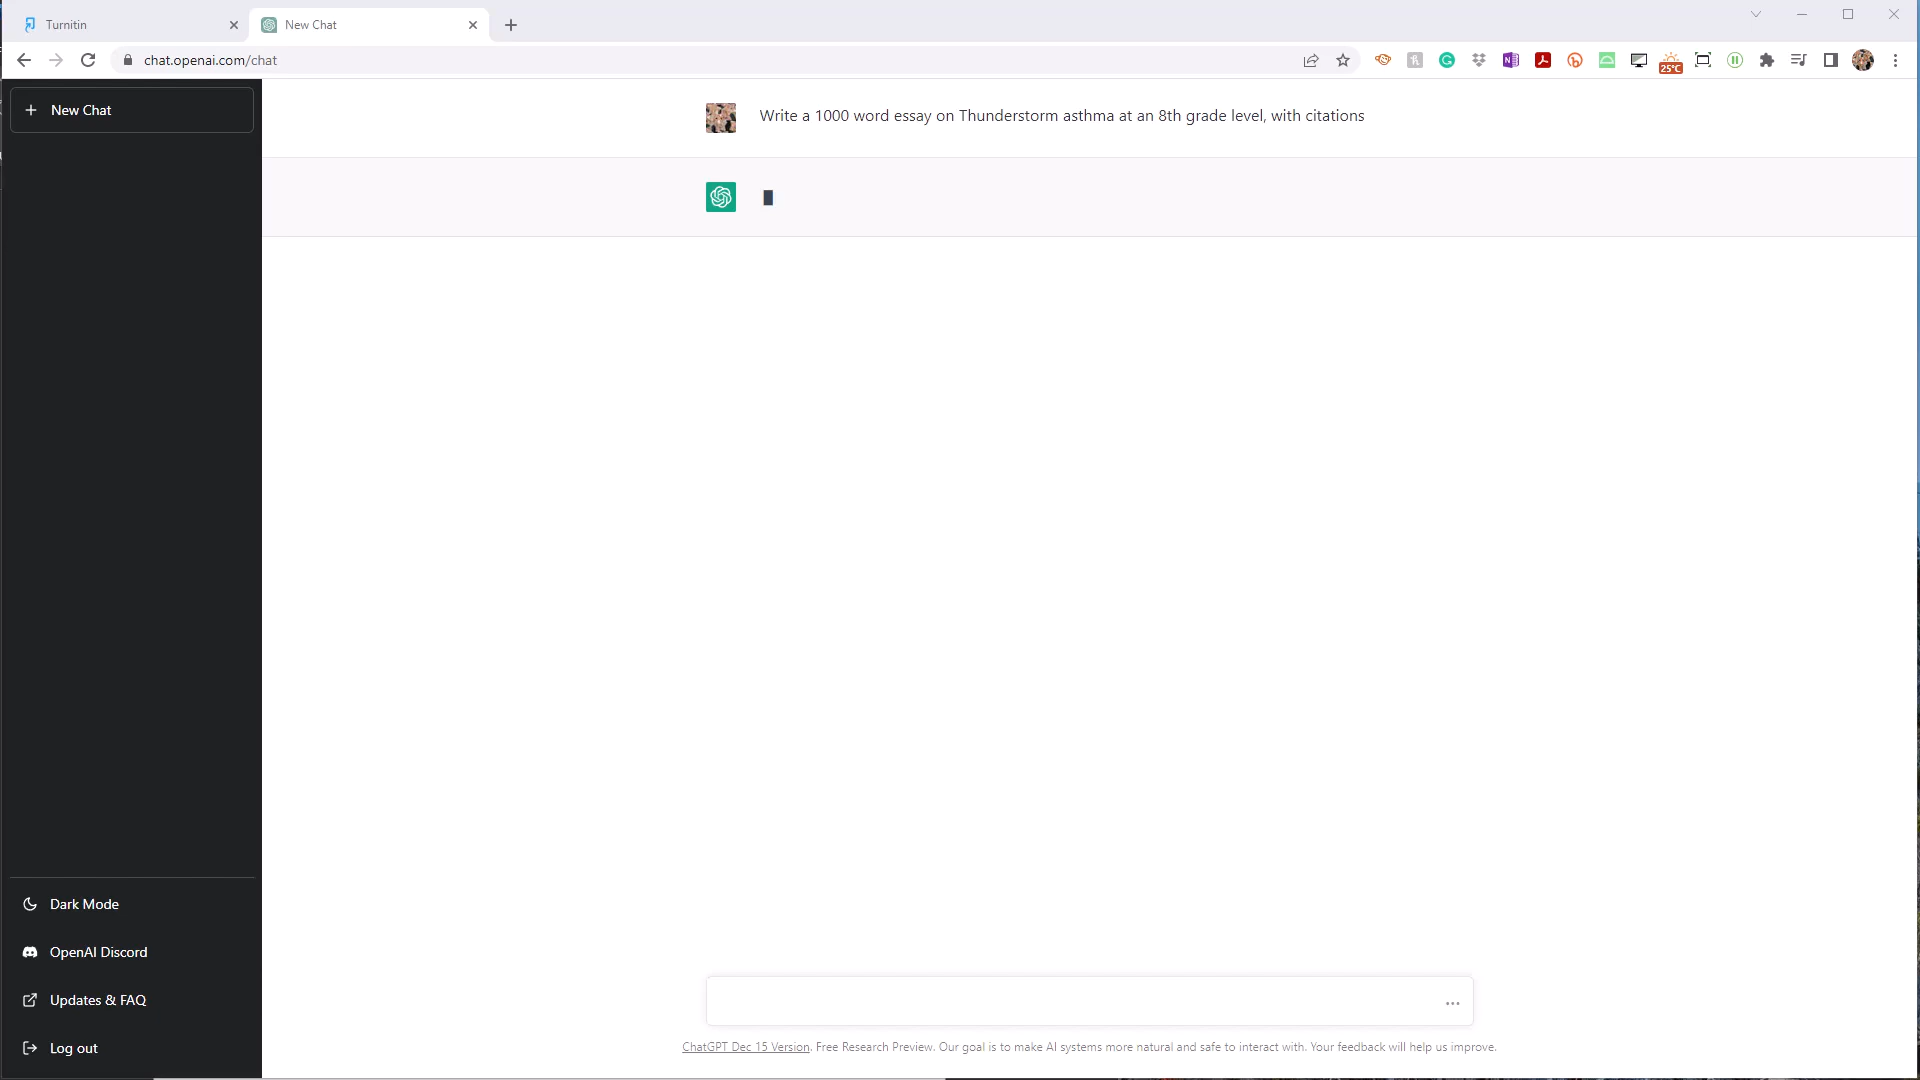 Turnitin
New Chat
chat.openai.com/chat
25°C
New Chat
Write a 1000 word essay on Thunderstorm asthma at an 8th grade level, with citations
Dark Mode
OpenAI Discord
Updates & FAQ
Log out
ChatGPT Dec 15 Version. Free Research Preview. Our goal is to make AI systems more natural and safe to interact with. Your feedback will help us improve.